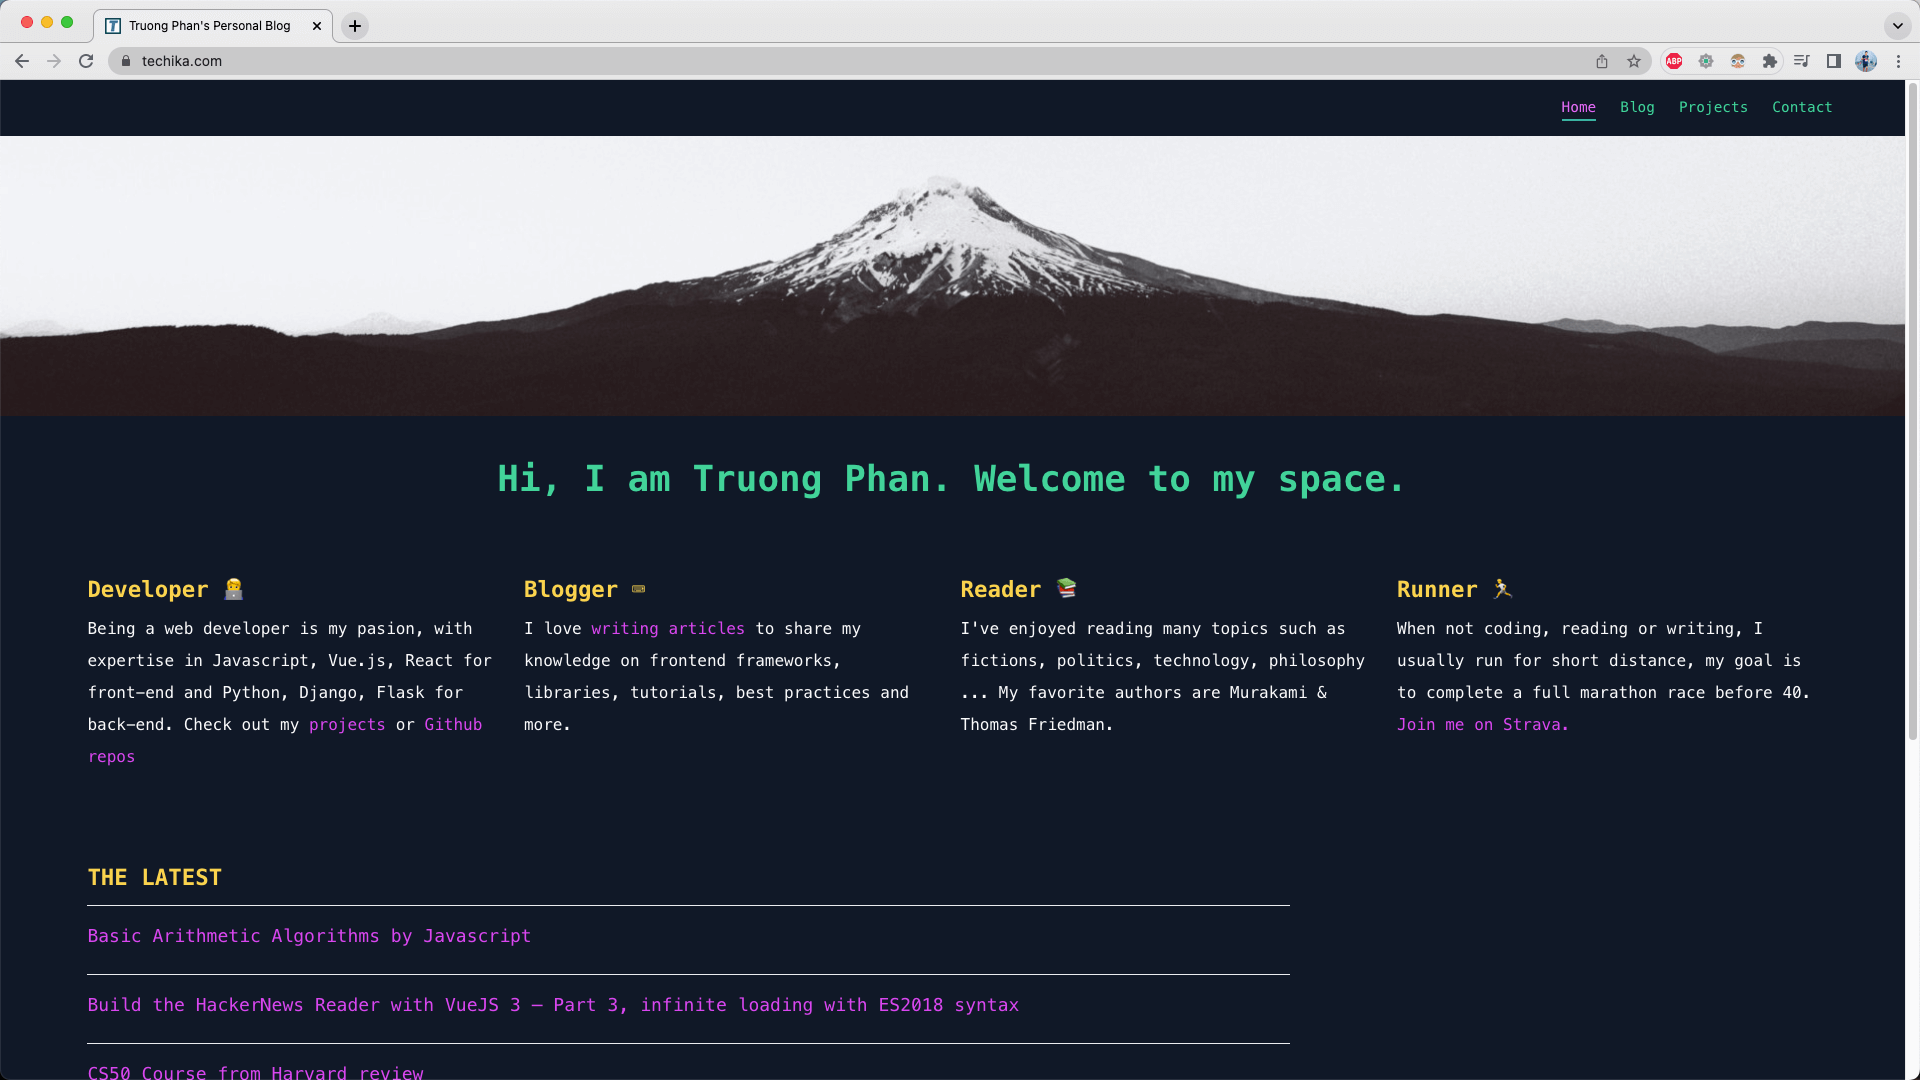 Truong Phan's Personal Blog
techika.com
ABP
Home Blog Projects Contact
Hi, I am Truong Phan. Welcome to my space.
Developer 👨‍💻
Being a web developer is my pasion, with
expertise in Javascript, Vue.js, React for
front-end and Python, Django, Flask for
back-end. Check out my projects or Github
repos
Blogger ⌨
I love writing articles to share my
knowledge on frontend frameworks,
libraries, tutorials, best practices and
more.
Reader 📚
I've enjoyed reading many topics such as
fictions, politics, technology, philosophy
... My favorite authors are Murakami &
Thomas Friedman.
Runner 🏃
When not coding, reading or writing, I
usually run for short distance, my goal is
to complete a full marathon race before 40.
Join me on Strava.
THE LATEST
Basic Arithmetic Algorithms by Javascript
Build the HackerNews Reader with VueJS 3 — Part 3, infinite loading with ES2018 syntax
CS50 Course from Harvard review